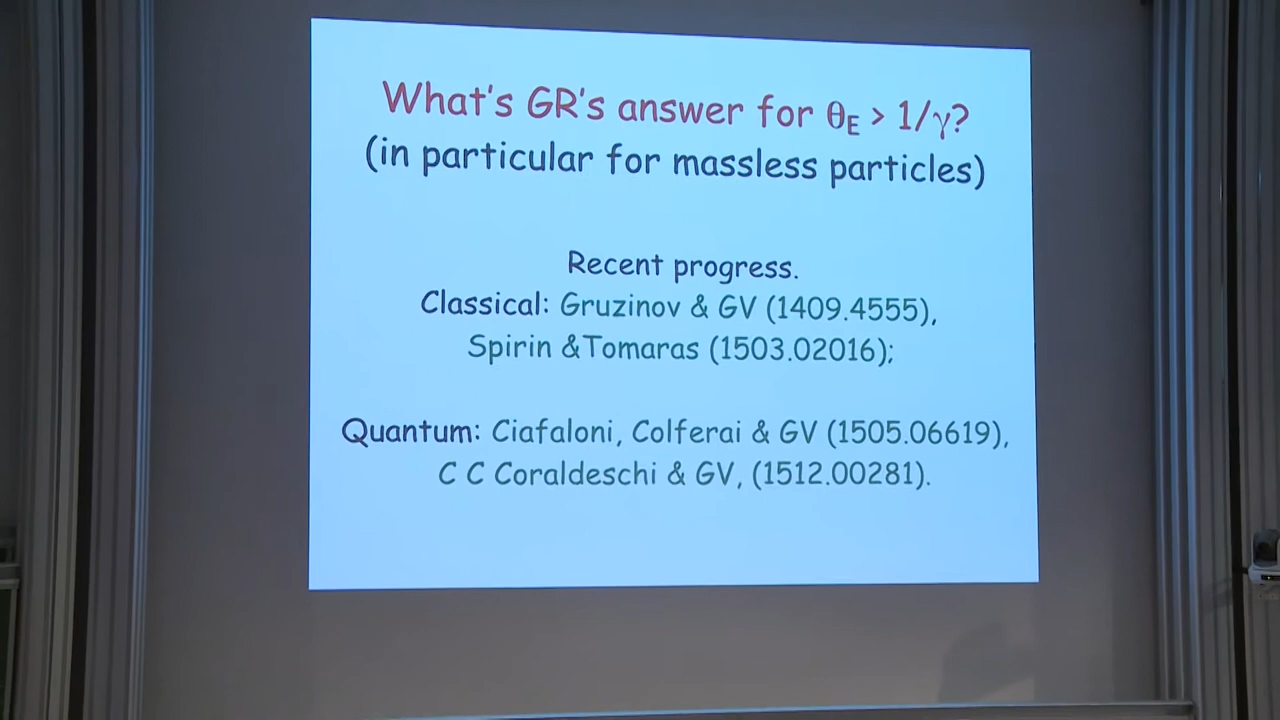 What's GR's answer for θE > 1/γ?
(in particular for massless particles)
Recent progress.
Classical: Gruzinov & GV (1409.4555),
Spirin &Tomaras (1503.02016);
Quantum: Ciafaloni, Colferai & GV (1505.06619),
C C Coraldeschi & GV, (1512.00281).